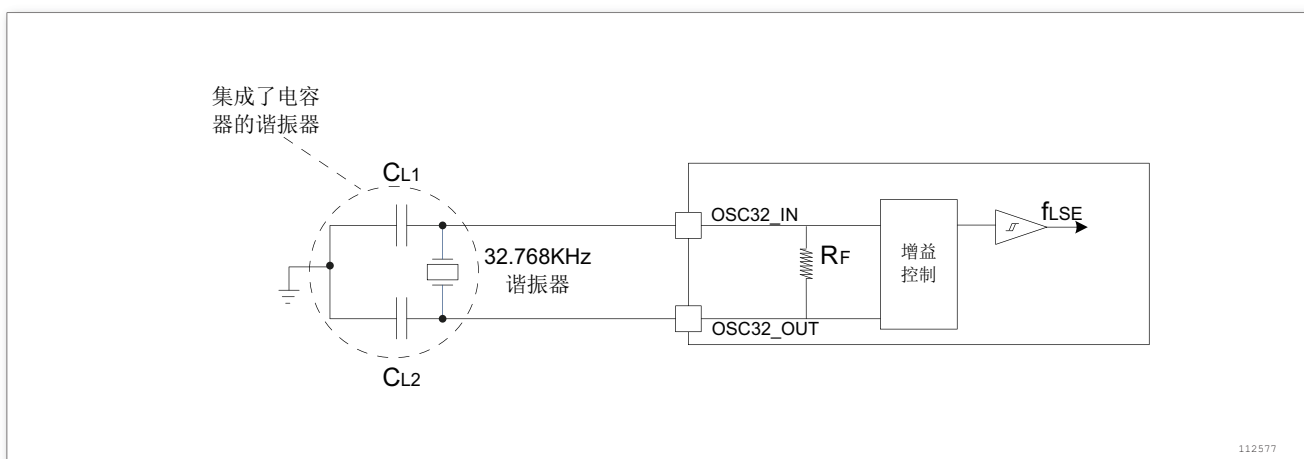 集成了电容
器的谐振器
CL1
OSC32_IN
fLSE
32.768KHz
谐振器
RF
增益
控制
OSC32_OUT
CL2
112577